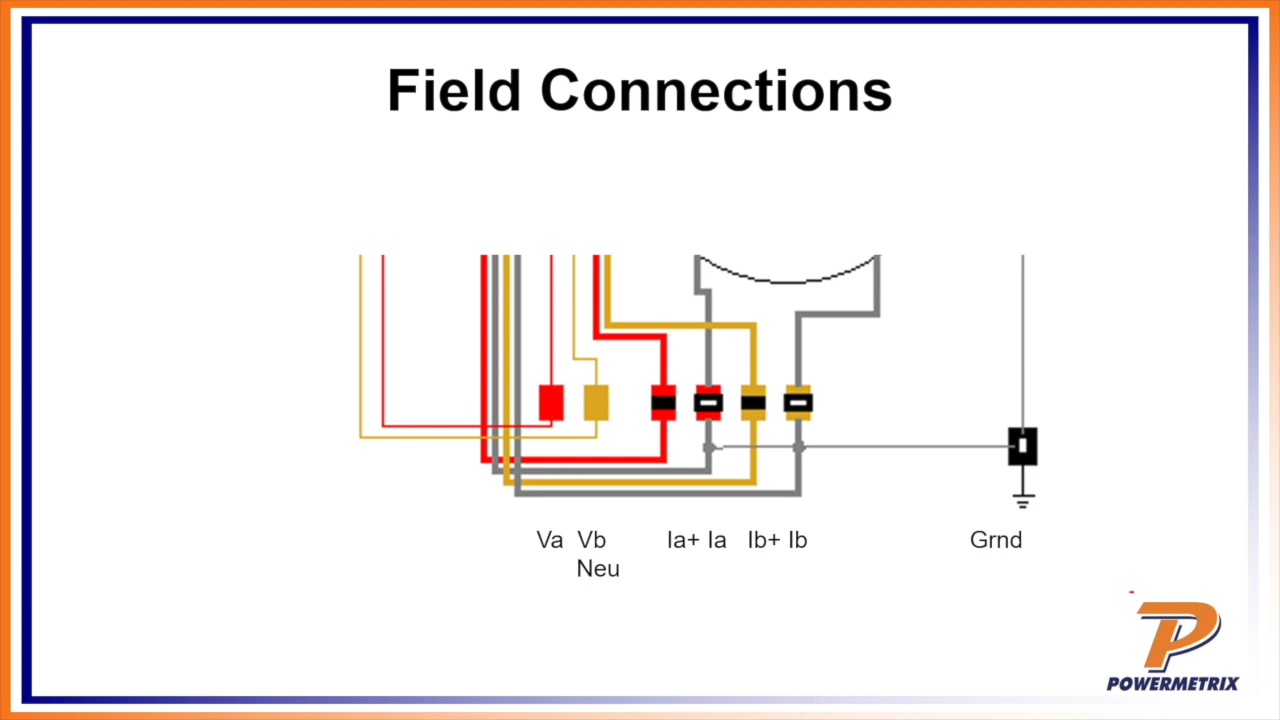 Field Connections
Va Vb Ia+ Ia Ib+ Ib Grnd
Neu
POWERMETRIX